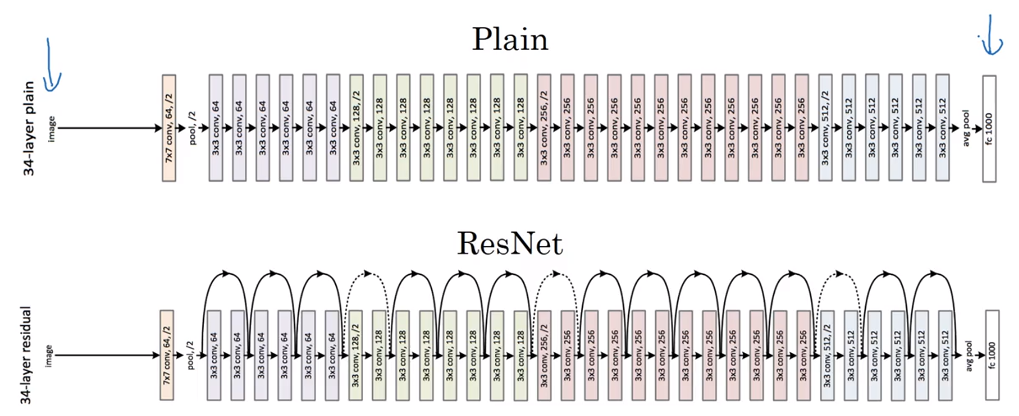 Plain
34-layer plain
image
7x7 conv, 64, /2
pool, /2
3x3 conv, 64
3x3 conv, 64
3x3 conv, 64
3x3 conv, 64
3x3 conv, 64
3x3 conv, 64
3x3 conv, 128, /2
3x3 conv, 128
3x3 conv, 128
3x3 conv, 128
3x3 conv, 128
3x3 conv, 128
3x3 conv, 128
3x3 conv, 128
3x3 conv, 256, /2
3x3 conv, 256
3x3 conv, 256
3x3 conv, 256
3x3 conv, 256
3x3 conv, 256
3x3 conv, 256
3x3 conv, 256
3x3 conv, 256
3x3 conv, 256
3x3 conv, 256
3x3 conv, 256
3x3 conv, 512, /2
3x3 conv, 512
3x3 conv, 512
3x3 conv, 512
3x3 conv, 512
3x3 conv, 512
avg pool
fc 1000
ResNet
34-layer residual
image
7x7 conv, 64, /2
pool, /2
3x3 conv, 64
3x3 conv, 64
3x3 conv, 64
3x3 conv, 64
3x3 conv, 64
3x3 conv, 64
3x3 conv, 128, /2
3x3 conv, 128
3x3 conv, 128
3x3 conv, 128
3x3 conv, 128
3x3 conv, 128
3x3 conv, 128
3x3 conv, 128
3x3 conv, 256, /2
3x3 conv, 256
3x3 conv, 256
3x3 conv, 256
3x3 conv, 256
3x3 conv, 256
3x3 conv, 256
3x3 conv, 256
3x3 conv, 256
3x3 conv, 256
3x3 conv, 256
3x3 conv, 256
3x3 conv, 512, /2
3x3 conv, 512
3x3 conv, 512
3x3 conv, 512
3x3 conv, 512
3x3 conv, 512
avg pool
fc 1000